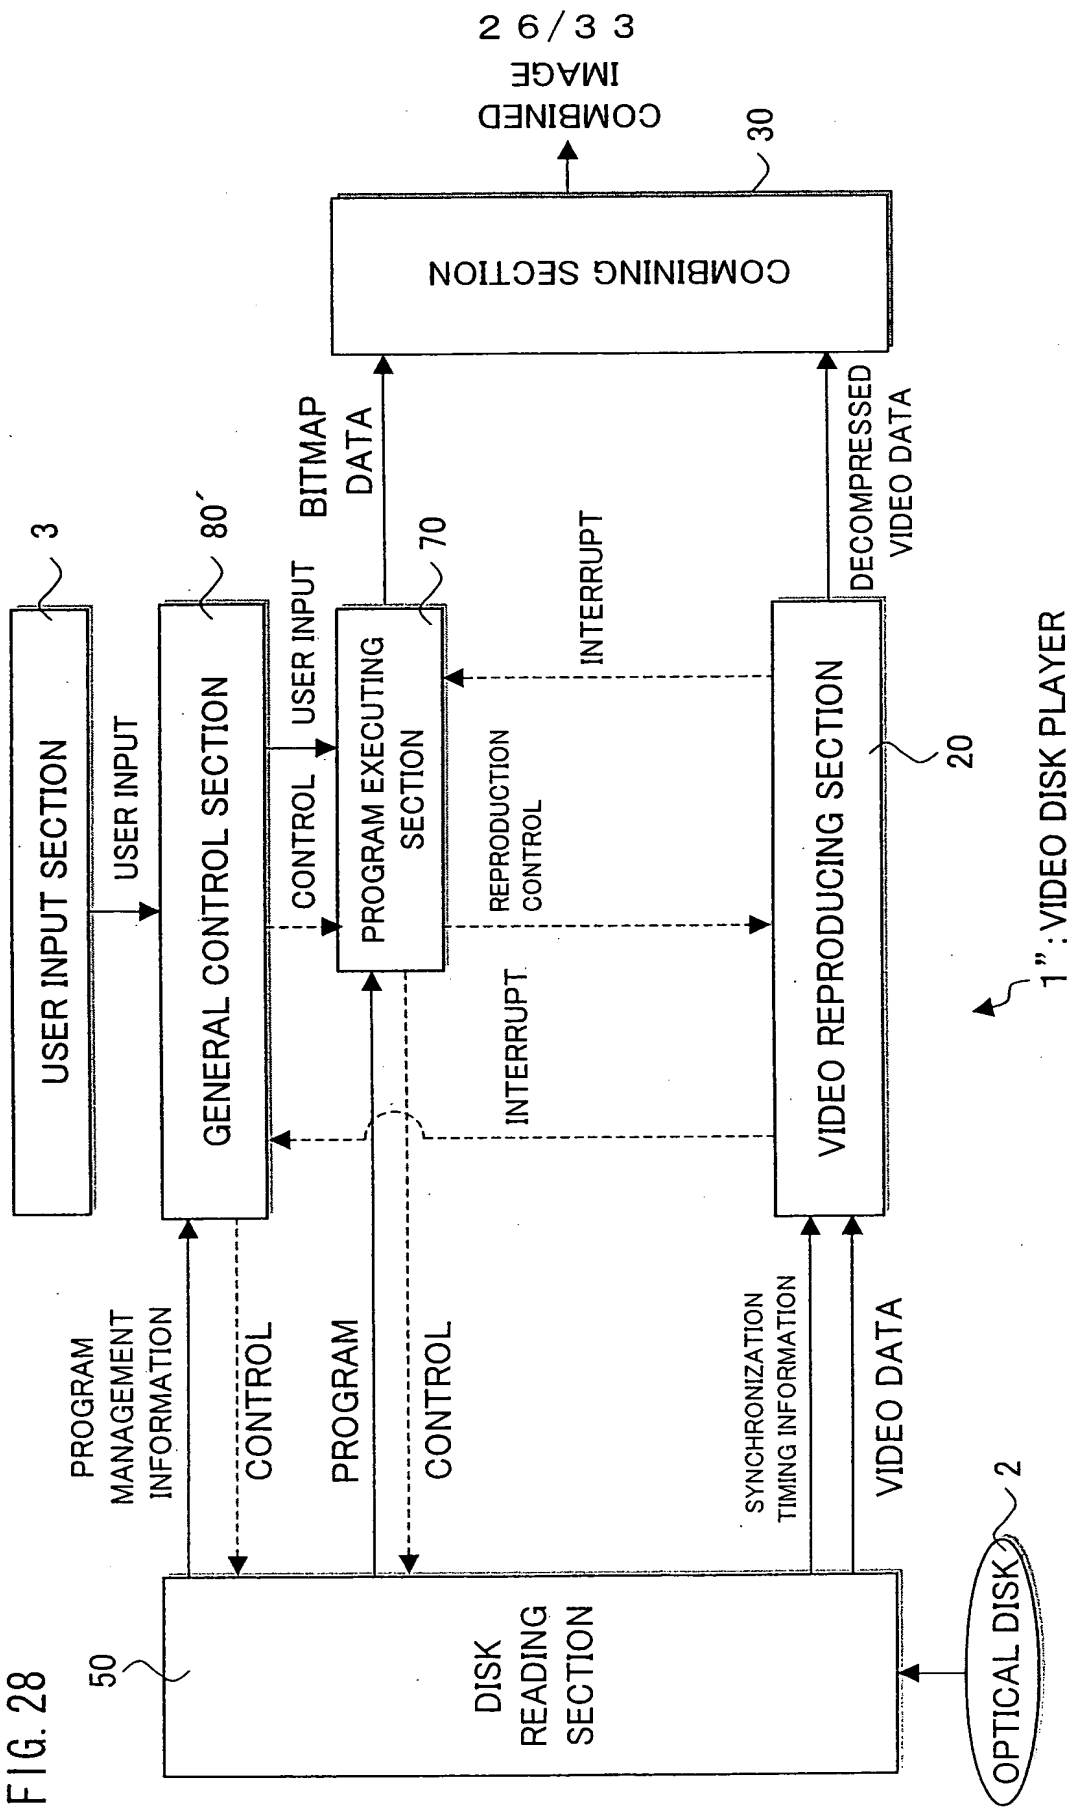 29/33
FIG. 28
USER INPUT SECTION
3
USER INPUT
GENERAL CONTROL SECTION
80′
PROGRAM
MANAGEMENT
INFORMATION
CONTROL
CONTROL
USER INPUT
50
DISK
READING
SECTION
PROGRAM
CONTROL
PROGRAM EXECUTING
SECTION
70
BITMAP
DATA
COMBINING SECTION
30
COMBINED
IMAGE
INTERRUPT
REPRODUCTION
CONTROL
INTERRUPT
SYNCHRONIZATION
TIMING INFORMATION
VIDEO DATA
VIDEO REPRODUCING SECTION
20
DECOMPRESSED
VIDEO DATA
OPTICAL DISK
2
1” : VIDEO DISK PLAYER